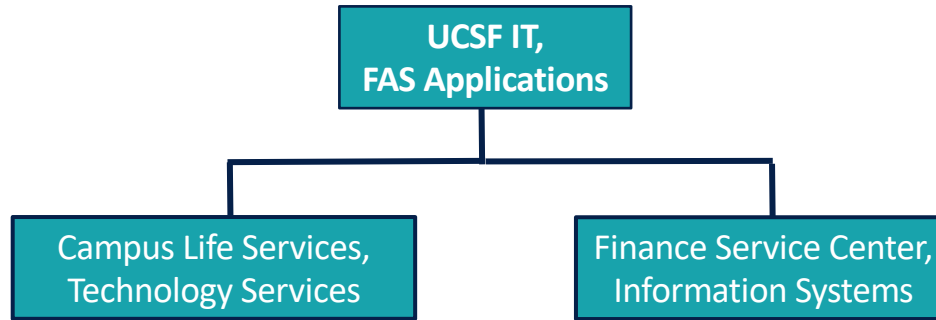 UCSF IT,
FAS Applications
Campus Life Services,
Technology Services
Finance Service Center,
Information Systems